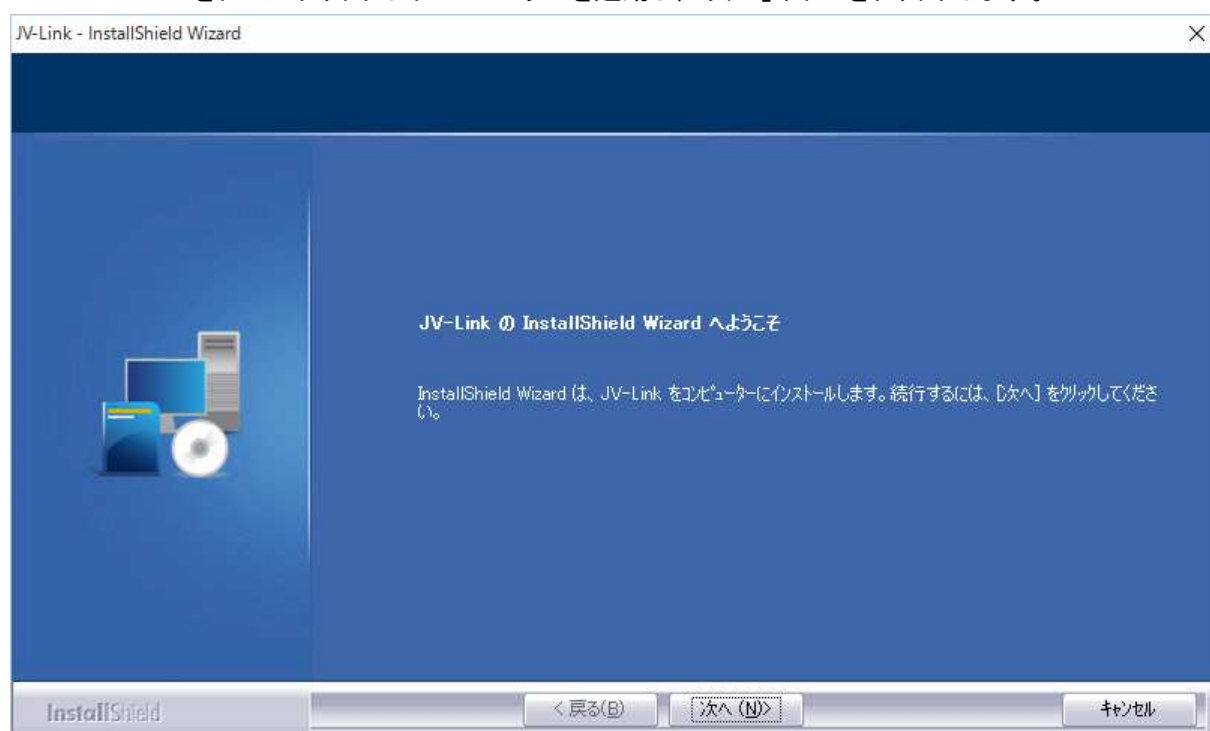 JV-Link - InstallShield Wizard
JV-Link の InstallShield Wizard へようこそ
InstallShield Wizard は、JV-Link をコンピューターにインストールします。続行するには、[次へ] をクリックしてくださ
い。
InstallShield
< 戻る(B)
次へ (N)>
キャンセル